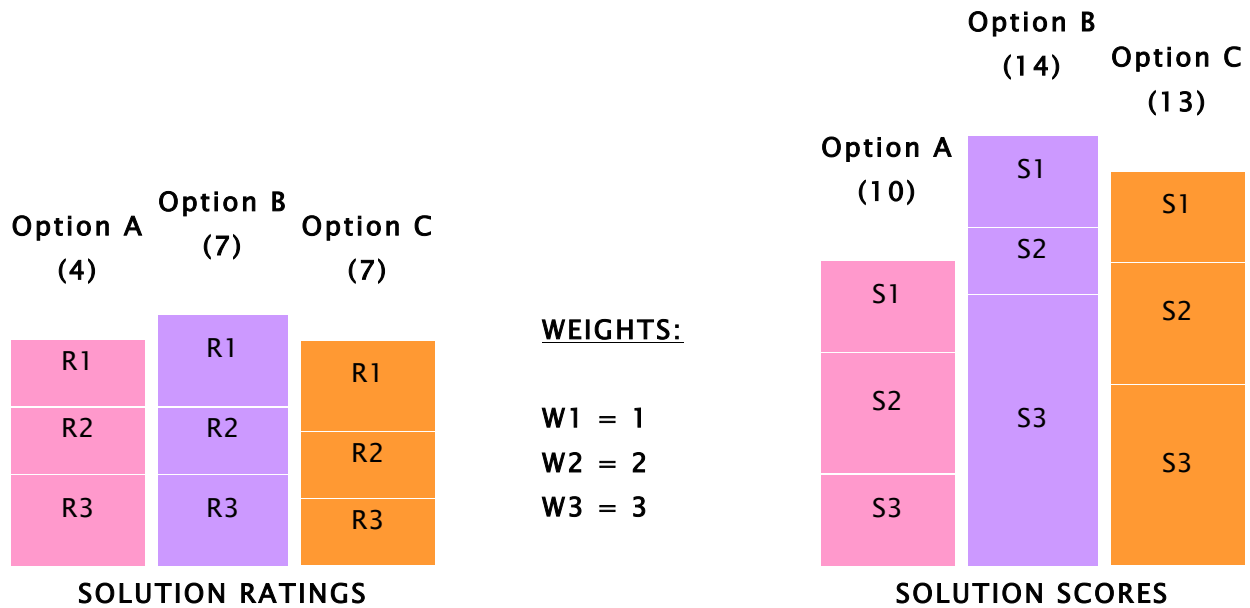 Option A
(4)
R1
R2
R3
Option B
(7)
R1
R2
R3
Option C
(7)
R1
R2
R3
SOLUTION RATINGS
WEIGHTS:
W1 = 1
W2 = 2
W3 = 3
Option A
(10)
S1
S2
S3
Option B
(14)
S1
S2
S3
Option C
(13)
S1
S2
S3
SOLUTION SCORES